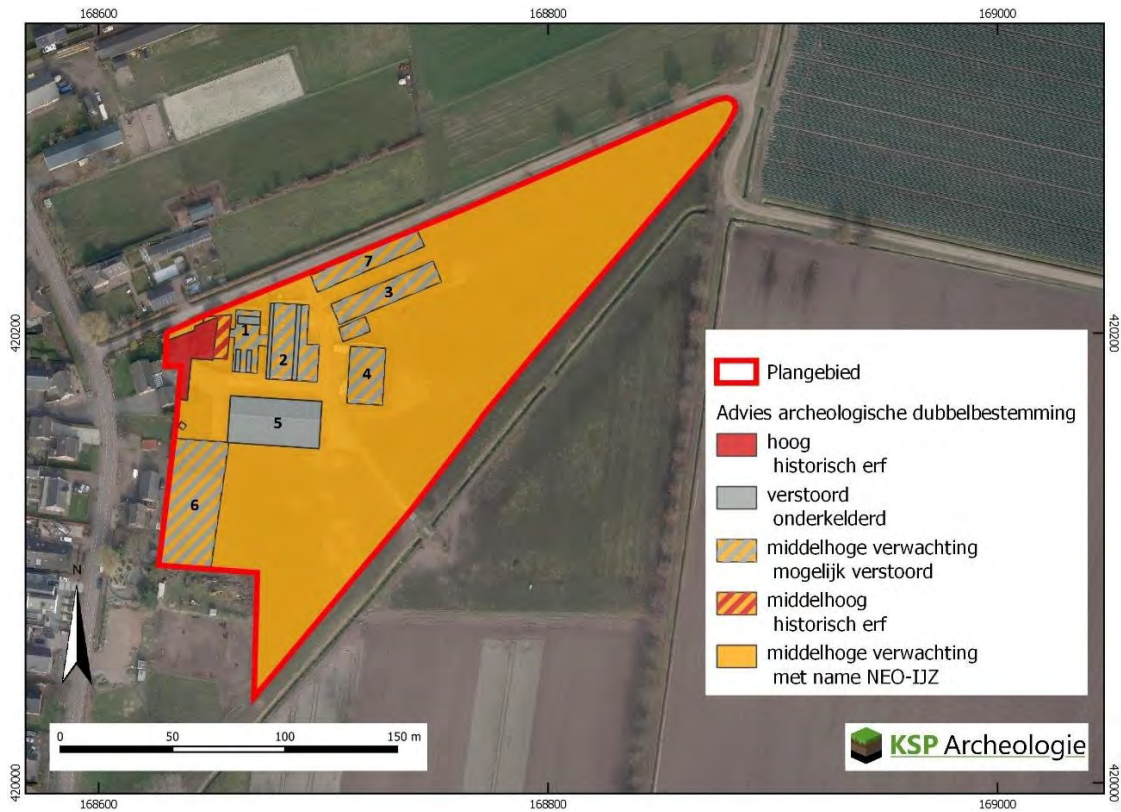 168600
168800
169000
420200
420200
7
3
1
2
4
5
6
Plangebied
Advies archeologische dubbelbestemming
hoog
historisch erf
verstoord
onderkelderd
middelhoge verwachting
mogelijk verstoord
middelhoog
historisch erf
middelhoge verwachting
met name NEO-IJZ
N
0 50 100 150 m
KSP Archeologie
420000
420000
168600
168800
169000